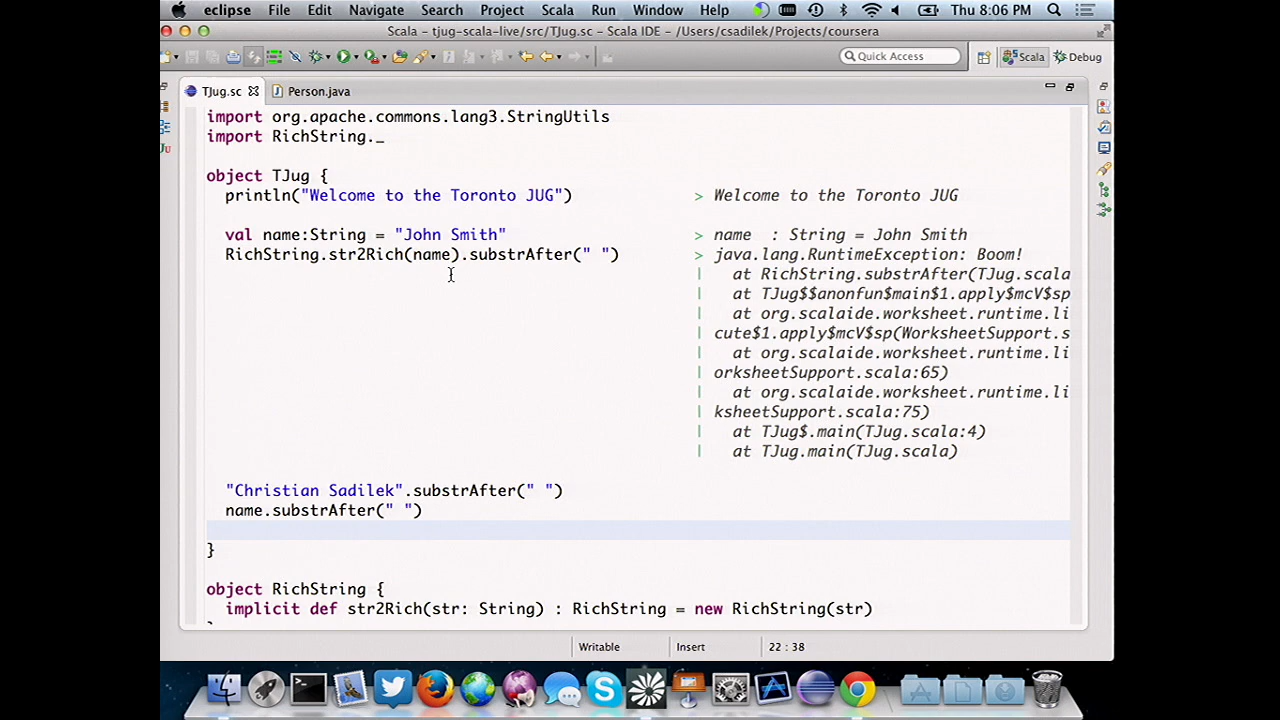 eclipse File Edit Navigate Search Project Scala Run Window Help Thu 8:06 PM
Scala - tjug-scala-live/src/TJug.sc - Scala IDE - /Users/csadilek/Projects/coursera
Quick Access Scala Debug
TJug.sc Person.java
import org.apache.commons.lang3.StringUtils
import RichString._
object TJug {
println("Welcome to the Toronto JUG") > Welcome to the Toronto JUG
val name:String = "John Smith" > name : String = John Smith
RichString.str2Rich(name).substrAfter(" ") > java.lang.RuntimeException: Boom!
| at RichString.substrAfter(TJug.scala
| at TJug$$anonfun$main$1.apply$mcV$sp
| at org.scalaide.worksheet.runtime.li
| cute$1.apply$mcV$sp(WorksheetSupport.s
| at org.scalaide.worksheet.runtime.li
| orksheetSupport.scala:65)
| at org.scalaide.worksheet.runtime.li
| ksheetSupport.scala:75)
| at TJug$.main(TJug.scala:4)
| at TJug.main(TJug.scala)
"Christian Sadilek".substrAfter(" ")
name.substrAfter(" ")
}
object RichString {
implicit def str2Rich(str: String) : RichString = new RichString(str)
Writable Insert 22 : 38